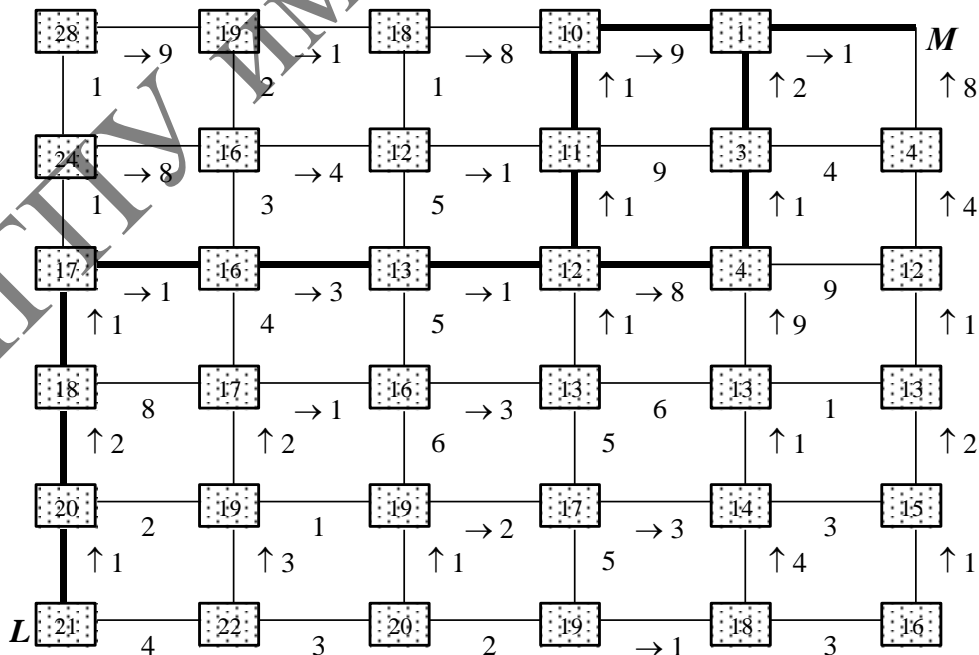 28 19 18 10 1 M
→ 9 → 1 → 8 → 9 → 1
1 2 1 ↑ 1 ↑ 2 ↑ 8
24 16 12 11 3 4
→ 8 → 4 → 1 9 4
1 3 5 ↑ 1 ↑ 1 ↑ 4
17 16 13 12 4 12
→ 1 → 3 → 1 → 8 9
↑ 1 4 5 ↑ 1 ↑ 9 ↑ 1
18 17 16 13 13 13
8 → 1 → 3 6 1
↑ 2 ↑ 2 6 5 ↑ 1 ↑ 2
20 19 19 17 14 15
2 1 → 2 → 3 3
↑ 1 ↑ 3 ↑ 1 5 ↑ 4 ↑ 1
L 21 22 20 19 18 16
4 3 2 → 1 3